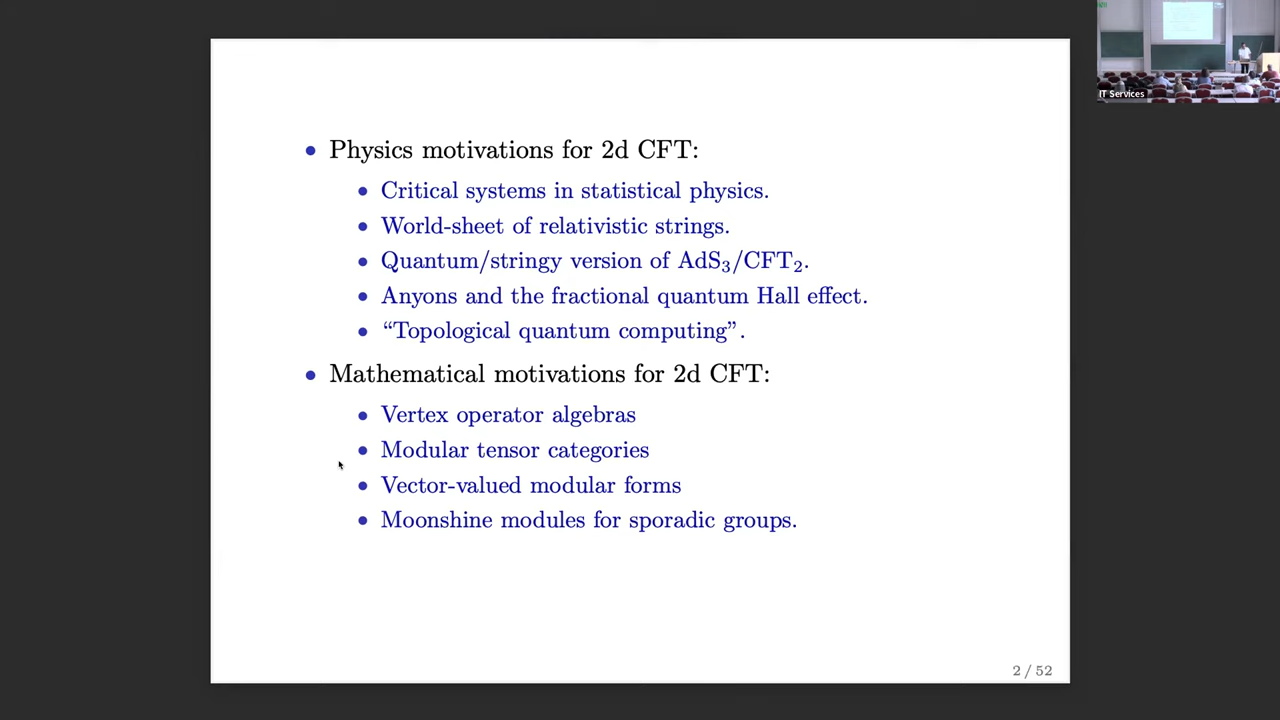 IT Services
• Physics motivations for 2d CFT:
• Critical systems in statistical physics.
• World-sheet of relativistic strings.
• Quantum/stringy version of AdS₃/CFT₂.
• Anyons and the fractional quantum Hall effect.
• “Topological quantum computing”.
• Mathematical motivations for 2d CFT:
• Vertex operator algebras
• Modular tensor categories
• Vector-valued modular forms
• Moonshine modules for sporadic groups.
2 / 52